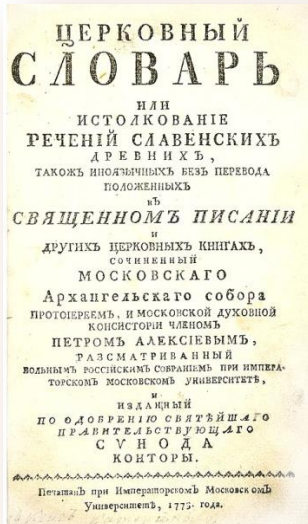 ЦЕРКОВНЫЙ
СЛОВАРЬ
ИЛИ
ИСТОЛКОВАНІЕ
РЕЧЕНІЙ СЛАВЕНСКИХЪ
ДРЕВНИХЪ,
ТАКОЖЪ ИНОЯЗЫЧНЫХЪ БЕЗЪ ПЕРЕВОДА
ПОЛОЖЕННЫХЪ
ВЪ
СВЯЩЕННОМЪ ПИСАНІИ
И
ДРУГИХЪ ЦЕРКОВНЫХЪ КНИГАХЪ,
СОЧИНЕННЫЙ
МОСКОВСКАГО
Архангельскаго собора
ПРОТОІЕРЕЕМЪ, И МОСКОВСКОЙ ДУХОВНОЙ
КОНСИСТОРІИ ЧЛЕНОМЪ
ПЕТРОМЪ АЛЕКСІЕВЫМЪ,
РАЗСМАТРИВАННЫЙ
ВОЛЬНЫМЪ РОССІЙСКИМЪ СОБРАНІЕМЪ ПРИ ИМПЕРА-
ТОРСКОМЪ МОСКОВСКОМЪ УНИВЕРСИТЕТѢ,
И
ИЗДАННЫЙ
ПО ОДОБРЕНІЮ СВЯТѢЙШАГО
ПРАВИТЕЛЬСТВУЮЩАГО
СѴНОДА
КОНТОРЫ.
Печатанъ при Императорскомъ Московскомъ
Университетѣ, 1773. года.